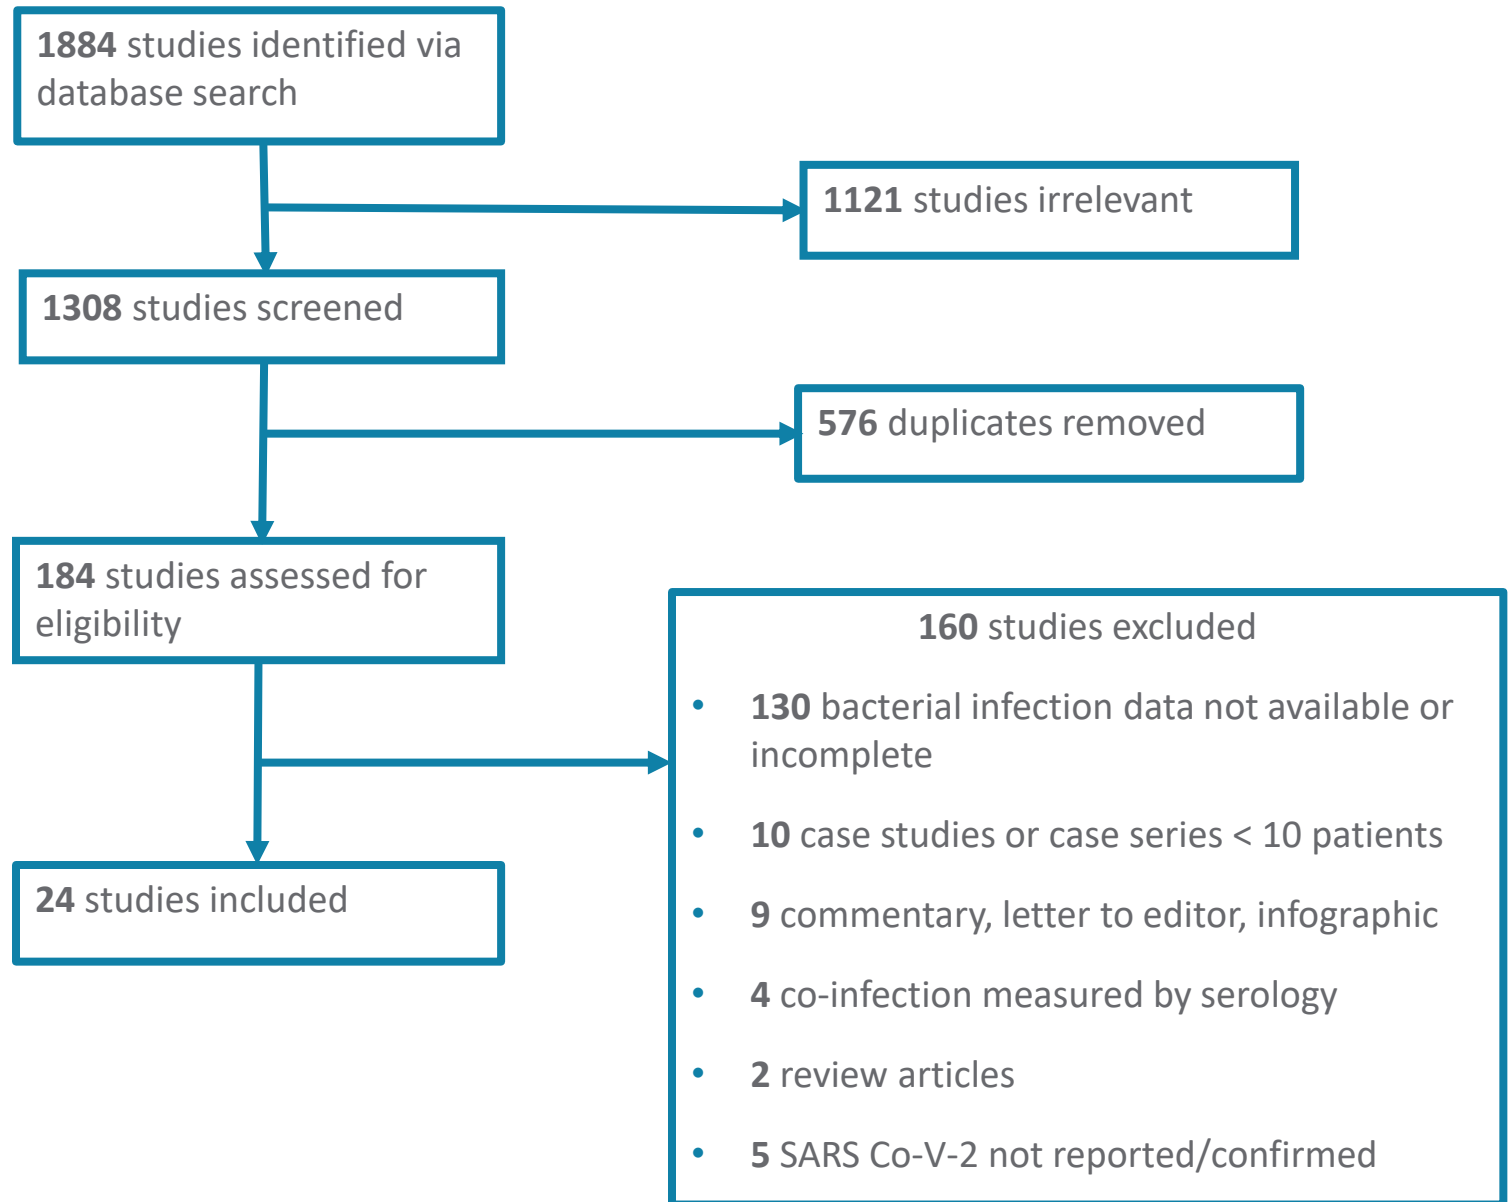 1884 studies identified via
database search
1121 studies irrelevant
1308 studies screened
576 duplicates removed
184 studies assessed for
eligibility
160 studies excluded
• 130 bacterial infection data not available or
incomplete
• 10 case studies or case series < 10 patients
• 9 commentary, letter to editor, infographic
• 4 co-infection measured by serology
• 2 review articles
• 5 SARS Co-V-2 not reported/confirmed
24 studies included